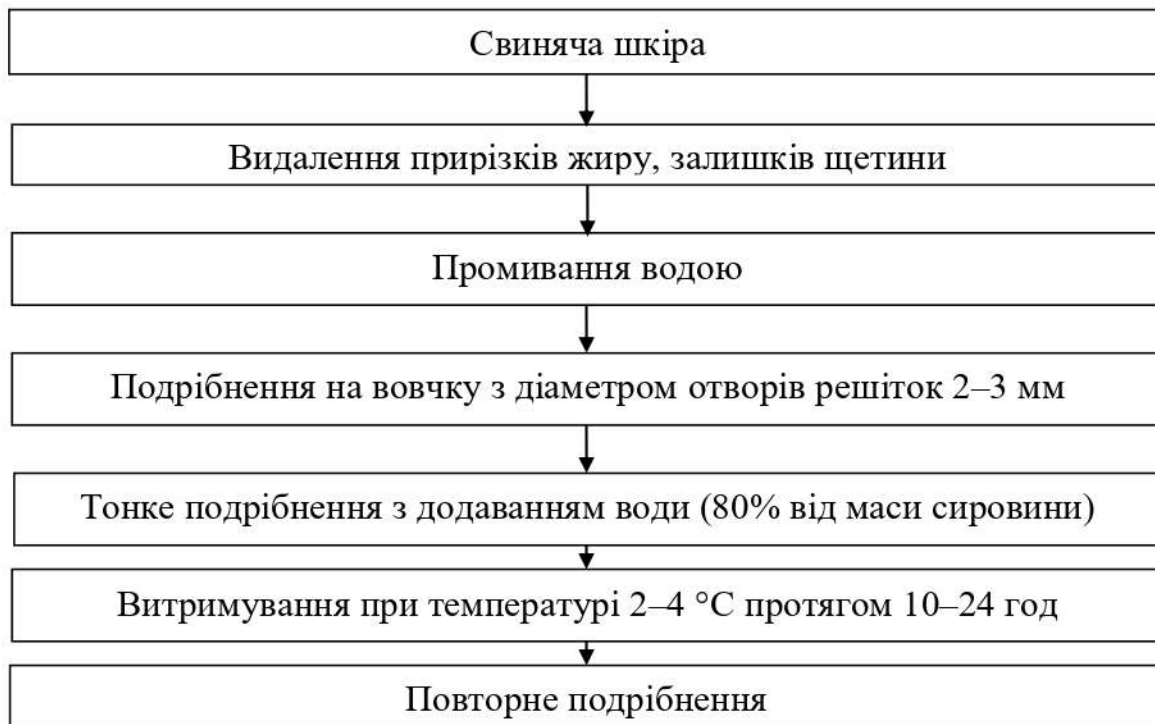 Свиняча шкіра
Видалення прирізків жиру, залишків щетини
Промивання водою
Подрібнення на вовчку з діаметром отворів решіток 2–3 мм
Тонке подрібнення з додаванням води (80% від маси сировини)
Витримування при температурі 2–4 °С протягом 10–24 год
Повторне подрібнення